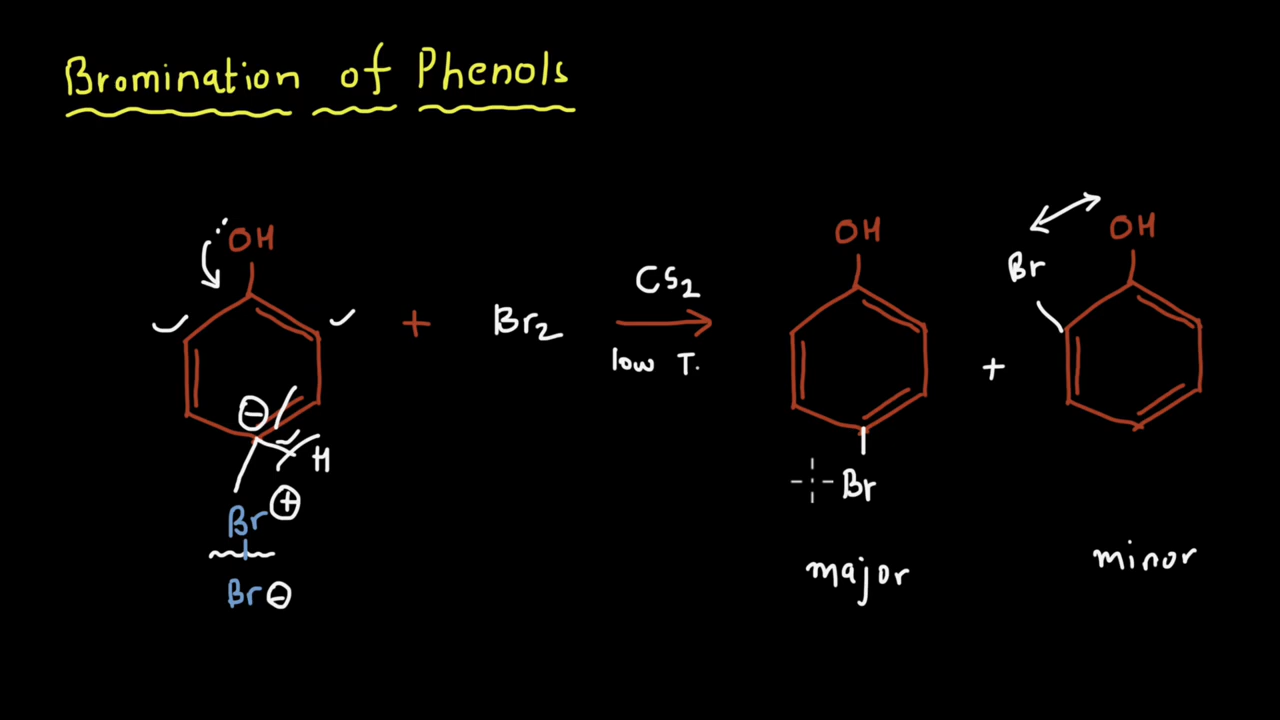 Bromination of Phenols
OH
+ Br₂
CS₂
low T.
OH
+
Br
OH
⊖
H
Br ⊕
Br ⊖
Br
major
minor